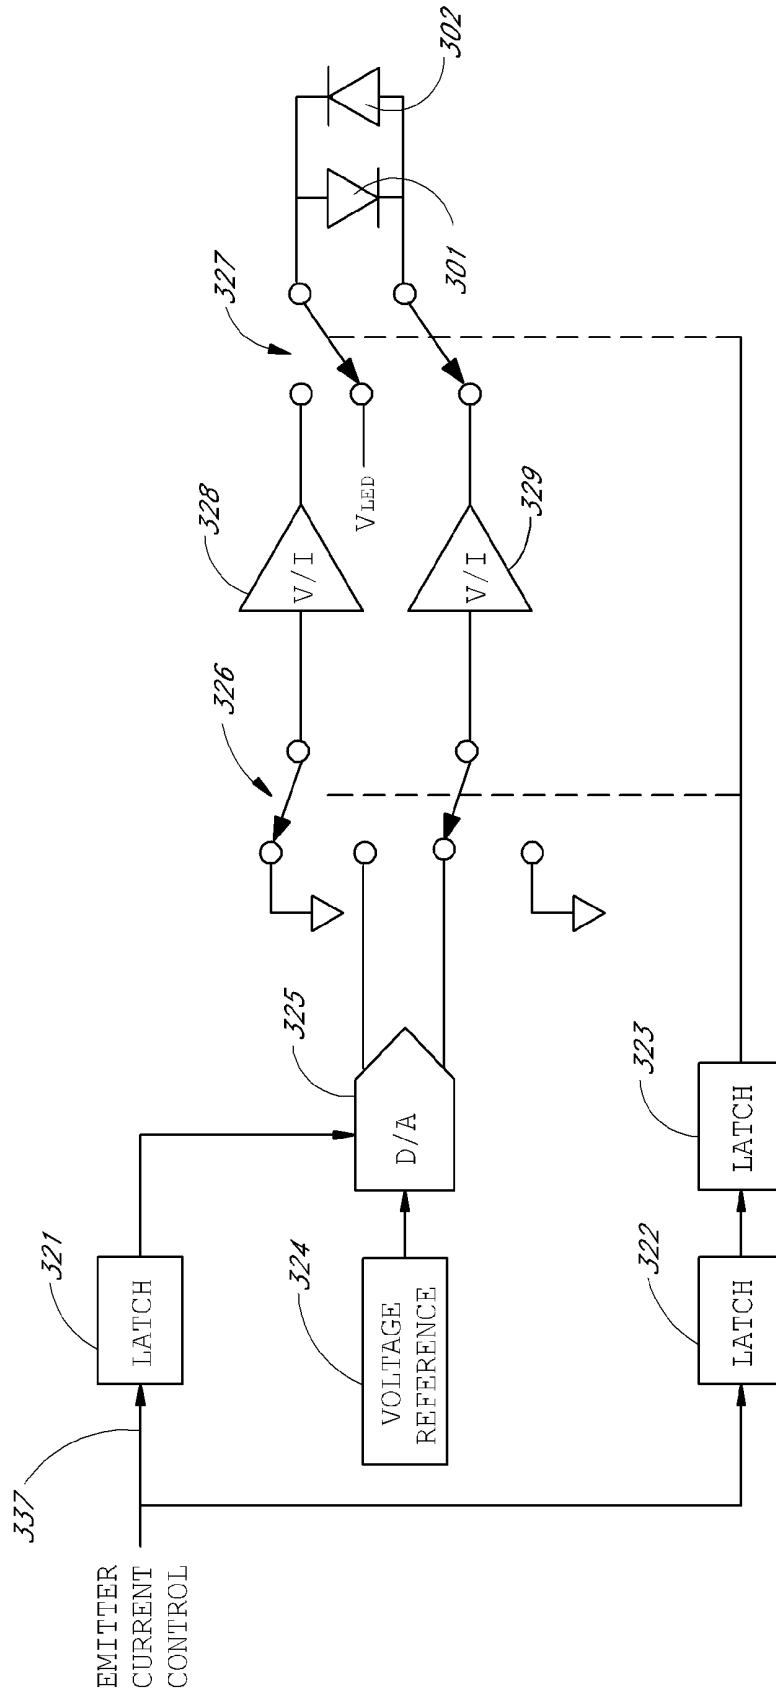 EMITTER
CURRENT
CONTROL
337
LATCH
321
VOLTAGE
REFERENCE
324
D/A
325
LATCH
322
LATCH
323
326
V/I
328
V/I
329
VLED
327
301
302